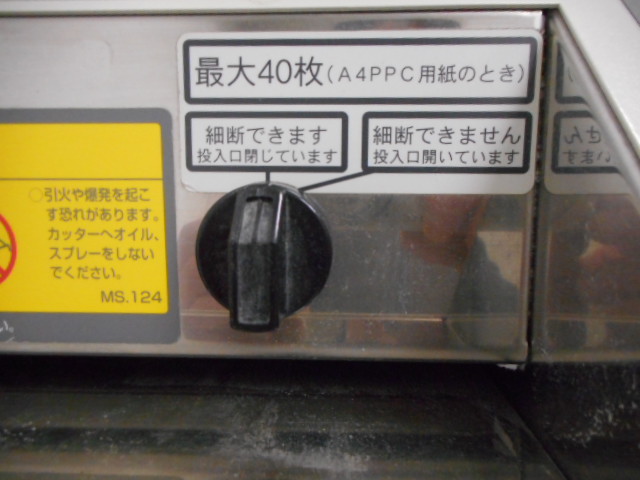 最大40枚(A4PPC用紙のとき)
細断できます
投入口閉じています
細断できません
投入口開いています
○引火や爆発を起こ
す恐れがあります。
カッターへオイル、
スプレーをしない
でください。
MS.124